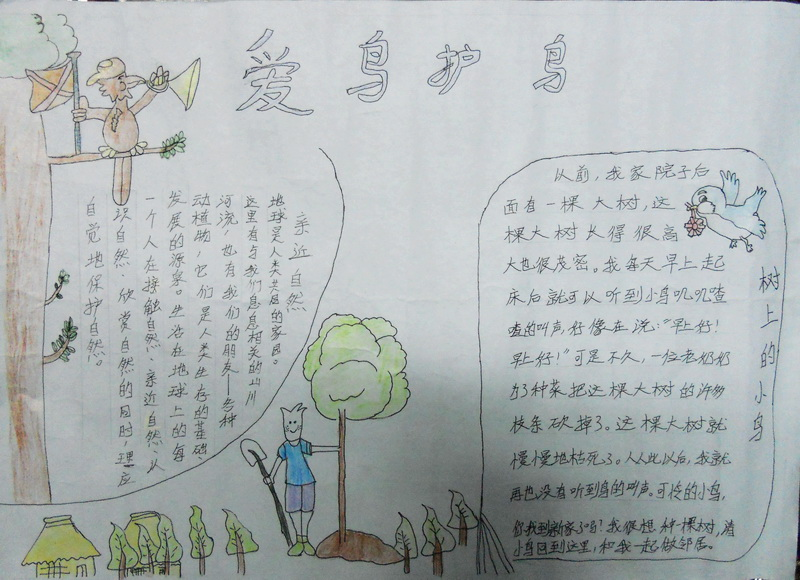 爱鸟护鸟
亲近自然
地球是人类共同的家园。
这里有与我们息息相关的山川
河流，也有我们的朋友——各种
动植物，它们是人类生存的基础、
发展的源泉。生活在地球上的每
一个人在接触自然、亲近自然、认
识自然、欣赏自然的同时，理应
自觉地保护自然。
树上的小鸟
以前，我家院子后
面有一棵大树，这
棵大树长得很高
大也很茂密。我每天早上起
床后就可以听到小鸟叽叽喳
喳的叫声，好像在说：“早上好！
早上好！”可是不久，一位老奶奶
为了种菜把这棵大树的许多
枝条砍掉了。这棵大树就
慢慢地枯死了。从此以后，我就
再也没有听到鸟的叫声。可怜的小鸟，
你找到新家了吗？我很想种一棵树，请
小鸟回到这里，和我一起做邻居。